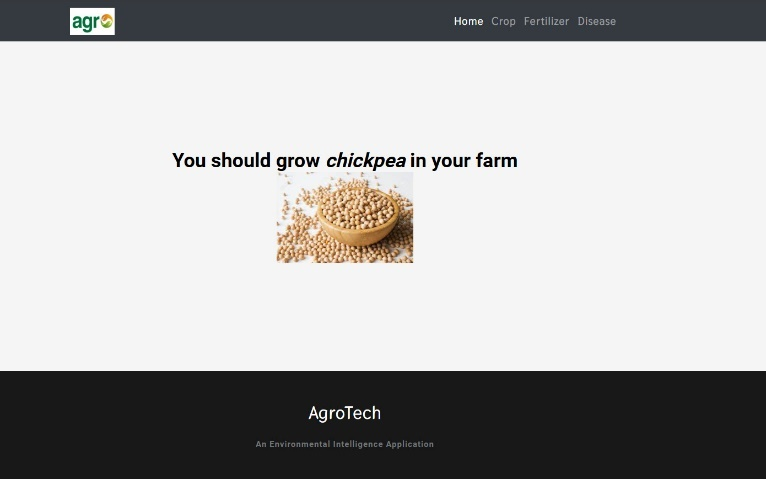 agro
Home Crop Fertilizer Disease
You should grow chickpea in your farm
AgroTech
An Environmental Intelligence Application